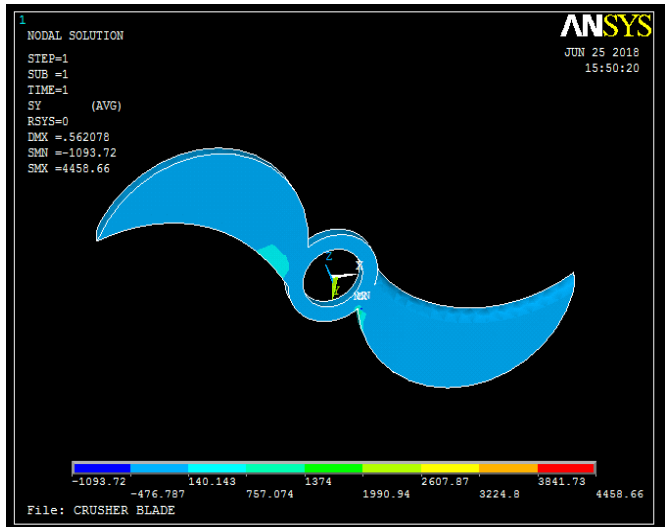 1
ANSYS
NODAL SOLUTION
JUN 25 2018
15:50:20
STEP=1
SUB =1
TIME=1
SY (AVG)
RSYS=0
DMX =.562078
SMN =-1093.72
SMX =4458.66
Z
X
Y
-1093.72 140.143 1374 2607.87 3841.73
-476.787 757.074 1990.94 3224.8 4458.66
File: CRUSHER BLADE